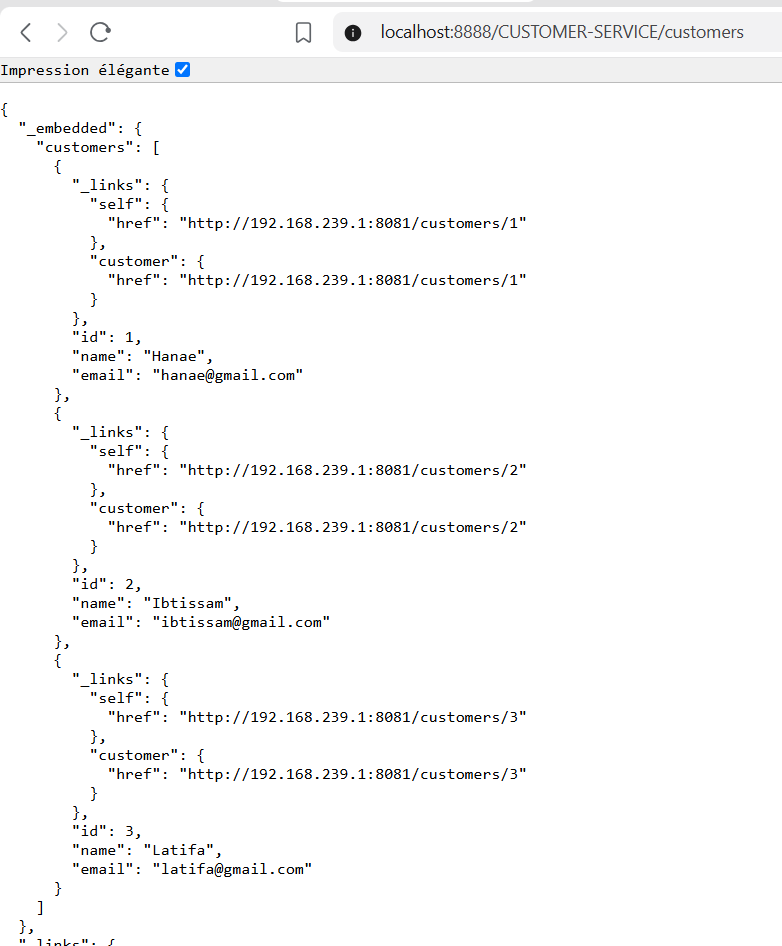 localhost:8888/CUSTOMER-SERVICE/customers
Impression élégante
{
  "_embedded": {
    "customers": [
      {
        "_links": {
          "self": {
            "href": "http://192.168.239.1:8081/customers/1"
          },
          "customer": {
            "href": "http://192.168.239.1:8081/customers/1"
          }
        },
        "id": 1,
        "name": "Hanae",
        "email": "hanae@gmail.com"
      },
      {
        "_links": {
          "self": {
            "href": "http://192.168.239.1:8081/customers/2"
          },
          "customer": {
            "href": "http://192.168.239.1:8081/customers/2"
          }
        },
        "id": 2,
        "name": "Ibtissam",
        "email": "ibtissam@gmail.com"
      },
      {
        "_links": {
          "self": {
            "href": "http://192.168.239.1:8081/customers/3"
          },
          "customer": {
            "href": "http://192.168.239.1:8081/customers/3"
          }
        },
        "id": 3,
        "name": "Latifa",
        "email": "latifa@gmail.com"
      }
    ]
  },
  "_links": {